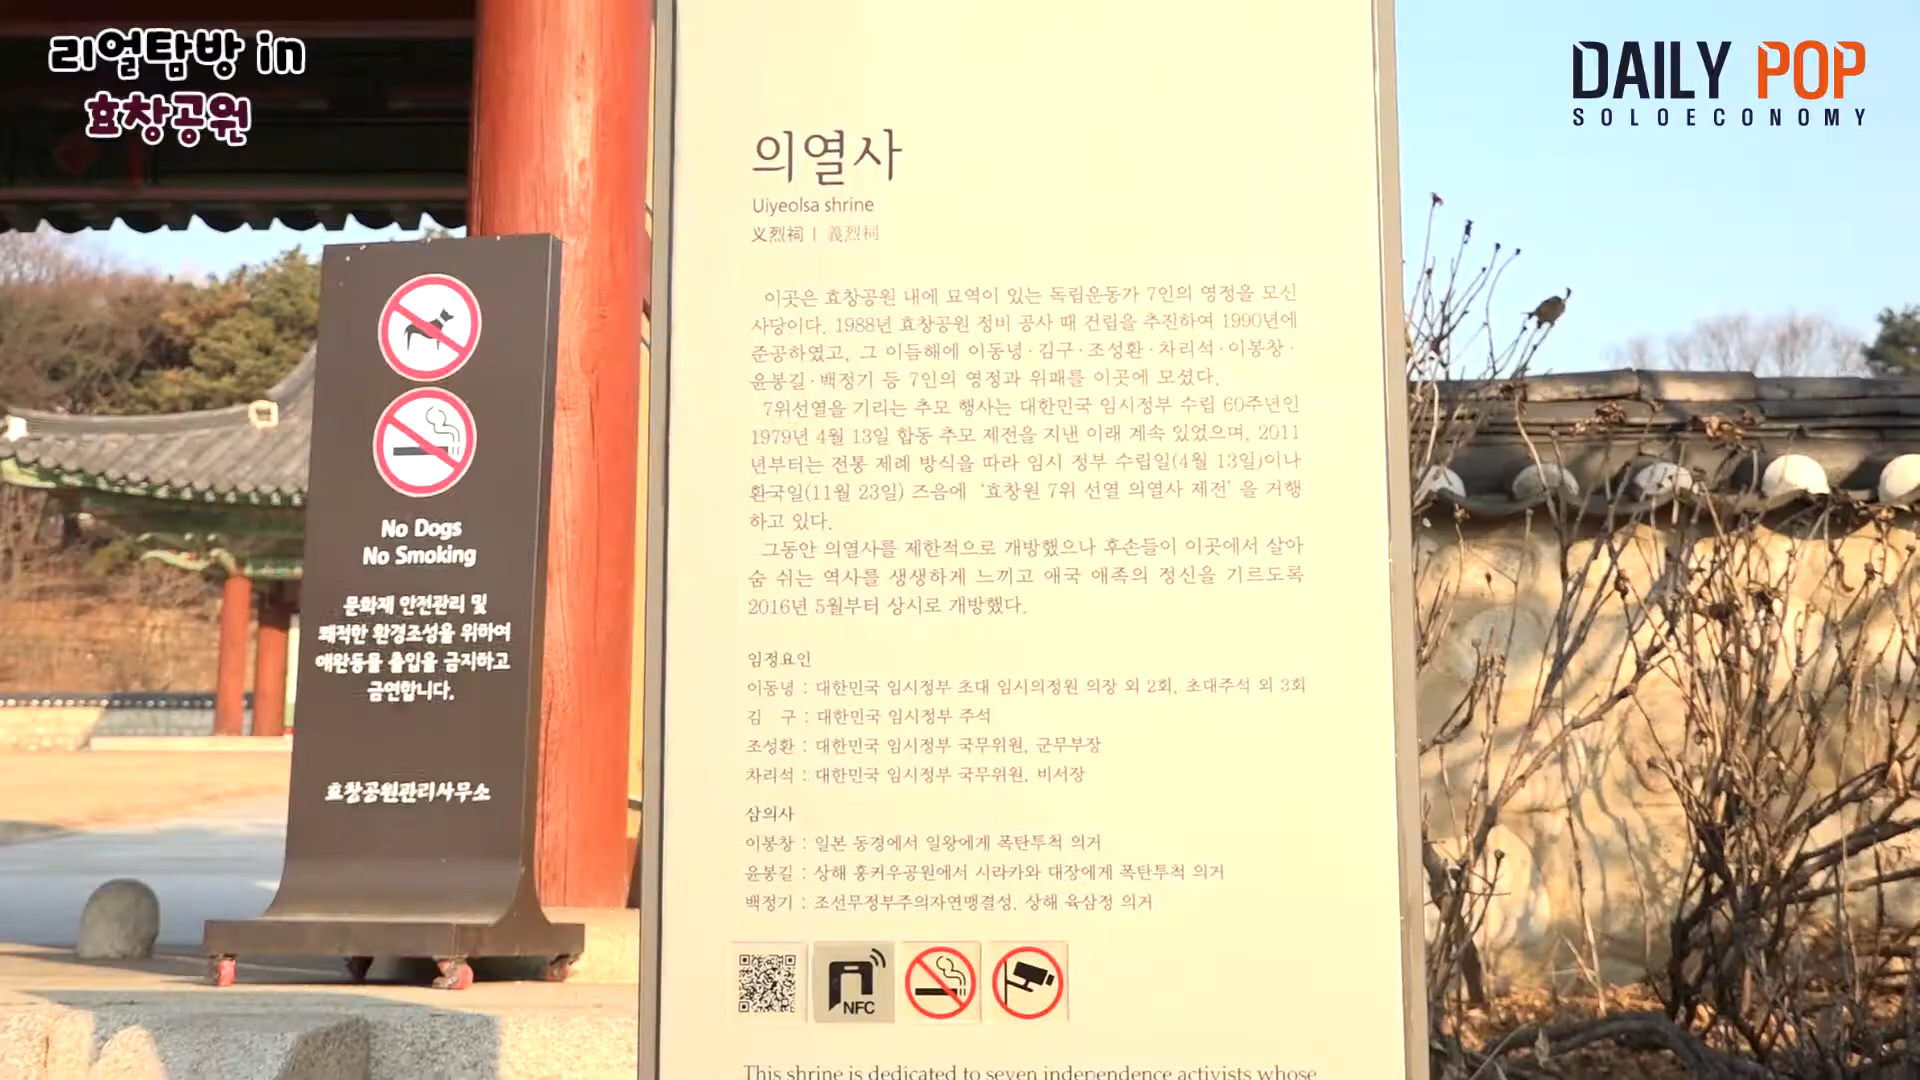 리얼탐방 in
효창공원
DAILY POP
SOLOECONOMY
No Dogs
No Smoking
문화재 안전관리 및
쾌적한 환경조성을 위하여
애완동물 출입을 금지하고
금연합니다.
효창공원관리사무소
의열사
Uiyeolsa shrine
义烈祠 | 義烈祠
이곳은 효창공원 내에 묘역이 있는 독립운동가 7인의 영정을 모신
사당이다. 1988년 효창공원 정비 공사 때 건립을 추진하여 1990년에
준공하였고, 그 이듬해에 이동녕·김구·조성환·차리석·이봉창·
윤봉길·백정기 등 7인의 영정과 위패를 이곳에 모셨다.
7위선열을 기리는 추모 행사는 대한민국 임시정부 수립 60주년인
1979년 4월 13일 합동 추모 제전을 지낸 이래 계속 있었으며, 2011
년부터는 전통 제례 방식을 따라 임시 정부 수립일(4월 13일)이나
환국일(11월 23일) 즈음에 ‘효창원 7위 선열 의열사 제전’을 거행
하고 있다.
그동안 의열사를 제한적으로 개방했으나 후손들이 이곳에서 살아
숨 쉬는 역사를 생생하게 느끼고 애국 애족의 정신을 기르도록
2016년 5월부터 상시로 개방했다.
임정요인
이동녕 : 대한민국 임시정부 초대 임시의정원 의장 외 2회, 초대주석 외 3회
김 구 : 대한민국 임시정부 주석
조성환 : 대한민국 임시정부 국무위원, 군무부장
차리석 : 대한민국 임시정부 국무위원, 비서장
삼의사
이봉창 : 일본 동경에서 일왕에게 폭탄투척 의거
윤봉길 : 상해 홍커우공원에서 시라카와 대장에게 폭탄투척 의거
백정기 : 조선무정부주의자연맹결성, 상해 육삼정 의거
NFC
This shrine is dedicated to seven independence activists whose